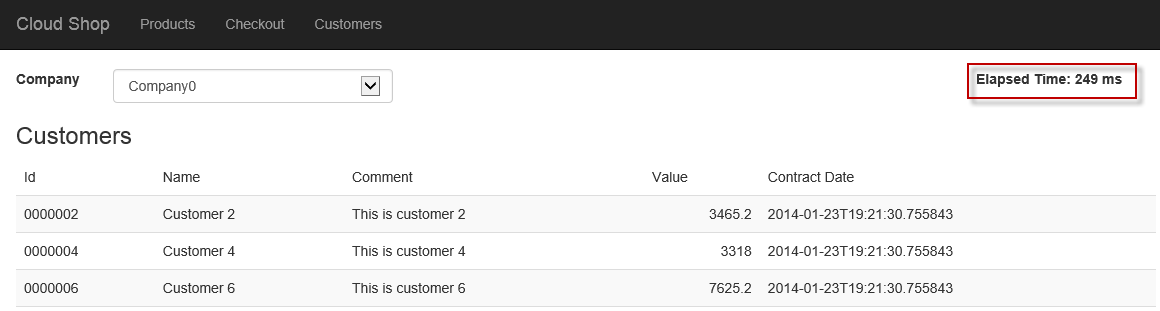 Cloud Shop Products Checkout Customers
Company Company0 Elapsed Time: 249 ms
Customers
Id Name Comment Value Contract Date
0000002 Customer 2 This is customer 2 3465.2 2014-01-23T19:21:30.755843
0000004 Customer 4 This is customer 4 3318 2014-01-23T19:21:30.755843
0000006 Customer 6 This is customer 6 7625.2 2014-01-23T19:21:30.755843